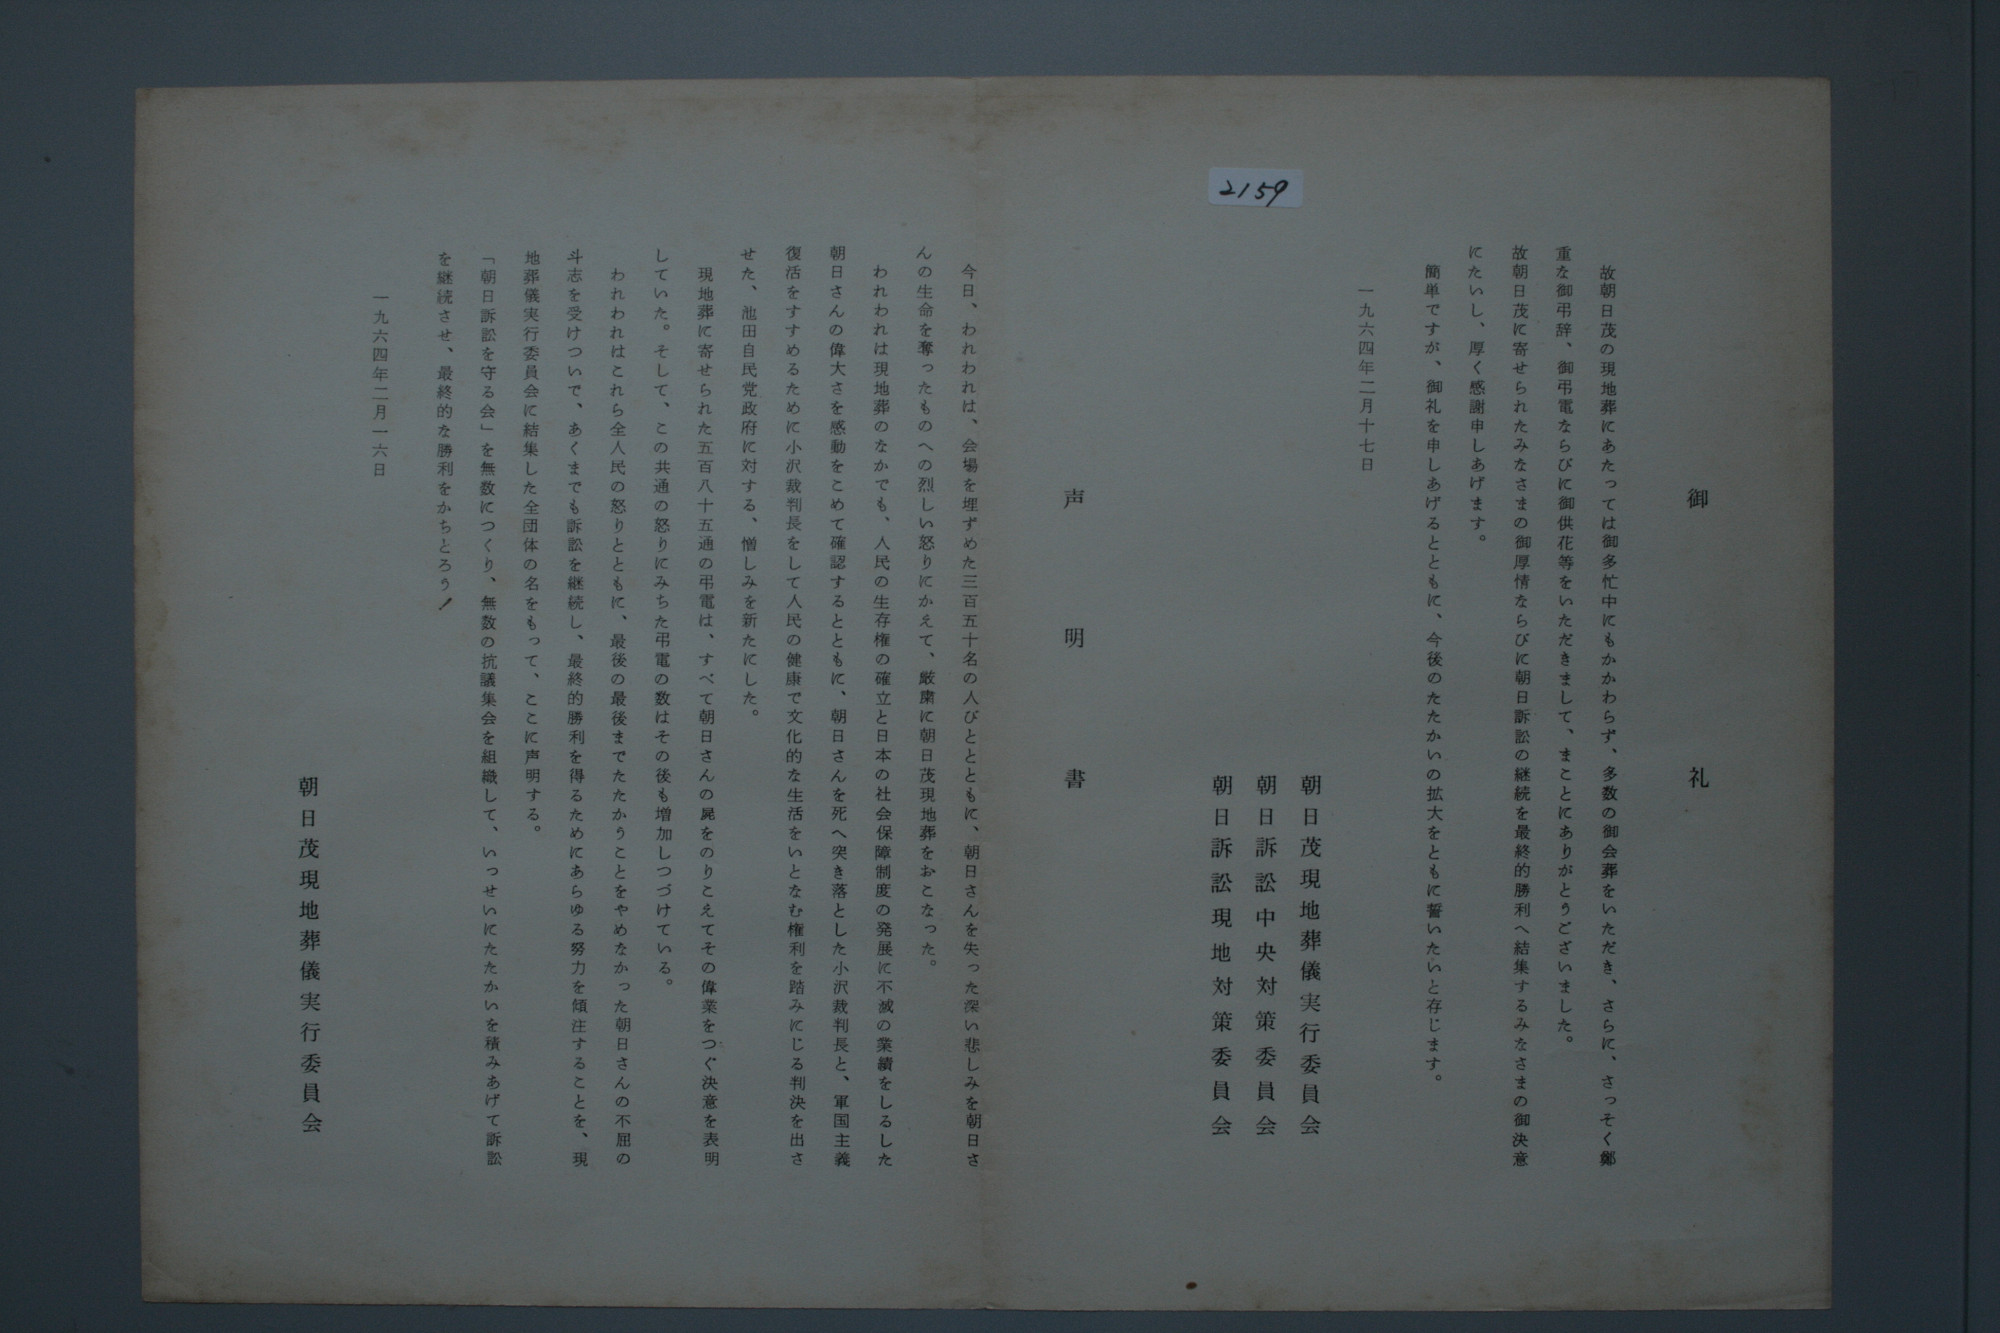 2159
御礼
故朝日茂の現地葬にあたっては御多忙中にもかかわらず、多数の御会葬をいただき、さらに、さっそく鄭
重な御弔辞、御弔電ならびに御供花等をいただきまして、まことにありがとうございました。
故朝日茂に寄せられたみなさまの御厚情ならびに朝日訴訟の継続を最終的勝利へ結集するみなさまの御決意
にたいし、厚く感謝申しあげます。
簡単ですが、御礼を申しあげるとともに、今後のたたかいの拡大をともに誓いたいと存じます。
一九六四年二月十七日
朝日茂現地葬儀実行委員会
朝日訴訟中央対策委員会
朝日訴訟現地対策委員会
声明書
今日、われわれは、会場を埋ずめた三百五十名の人びととともに、朝日さんを失った深い悲しみを朝日さ
んの生命を奪ったものへの烈しい怒りにかえて、厳粛に朝日茂現地葬をおこなった。
われわれは現地葬のなかでも、人民の生存権の確立と日本の社会保障制度の発展に不滅の業績をしるした
朝日さんの偉大さを感動をこめて確認するとともに、朝日さんを死へ突き落とした小沢裁判長と、軍国主義
復活をすすめるために小沢裁判長をして人民の健康で文化的な生活をいとなむ権利を踏みにじる判決を出さ
せた、池田自民党政府に対する、憎しみを新たにした。
現地葬に寄せられた五百八十五通の弔電は、すべて朝日さんの屍をのりこえてその偉業をつぐ決意を表明
していた。そして、この共通の怒りにみちた弔電の数はその後も増加しつづけている。
われわれはこれら全人民の怒りとともに、最後の最後までたたかうことをやめなかった朝日さんの不屈の
斗志を受けついで、あくまでも訴訟を継続し、最終的勝利を得るためにあらゆる努力を傾注することを、現
地葬儀実行委員会に結集した全団体の名をもって、ここに声明する。
「朝日訴訟を守る会」を無数につくり、無数の抗議集会を組織して、いっせいにたたかいを積みあげて訴訟
を継続させ、最終的な勝利をかちとろう！
一九六四年二月一六日
朝日茂現地葬儀実行委員会